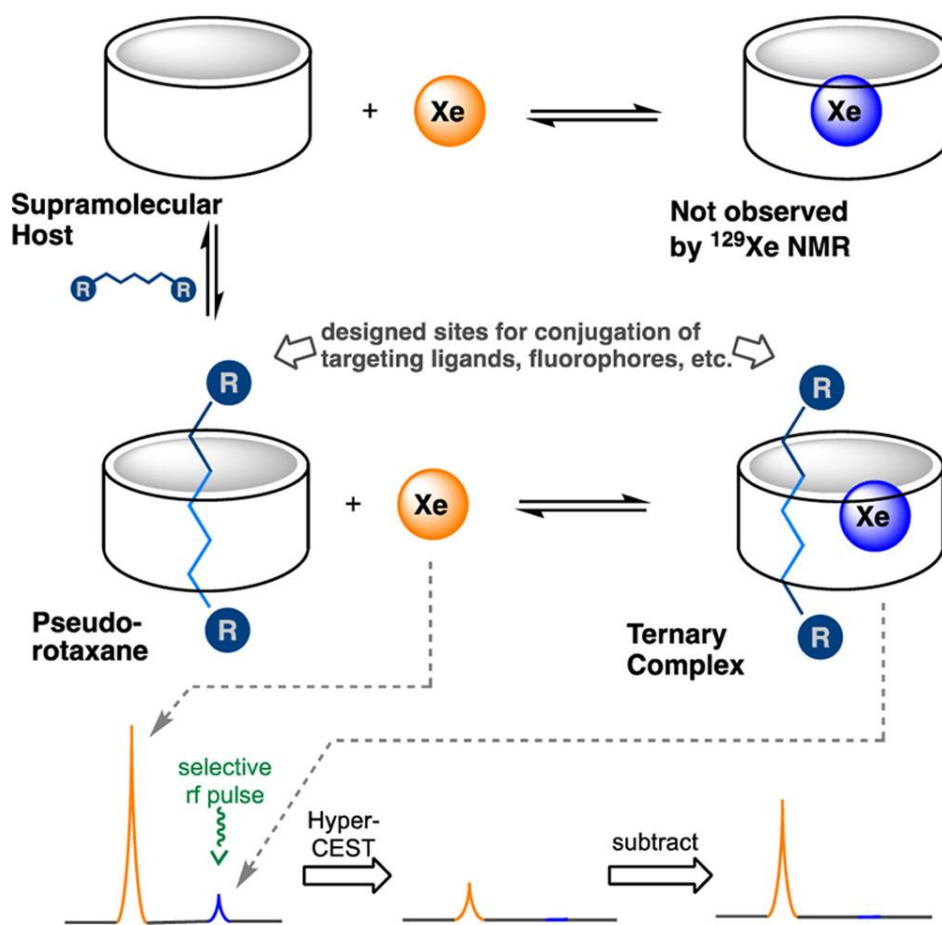 +
Xe
Xe
Supramolecular
Host
Not observed
by ¹²⁹Xe NMR
R
R
designed sites for conjugation of
targeting ligands, fluorophores, etc.
R
R
+
Xe
Xe
Pseudo-
rotaxane
R
Ternary
Complex
R
selective
rf pulse
Hyper-
CEST
subtract